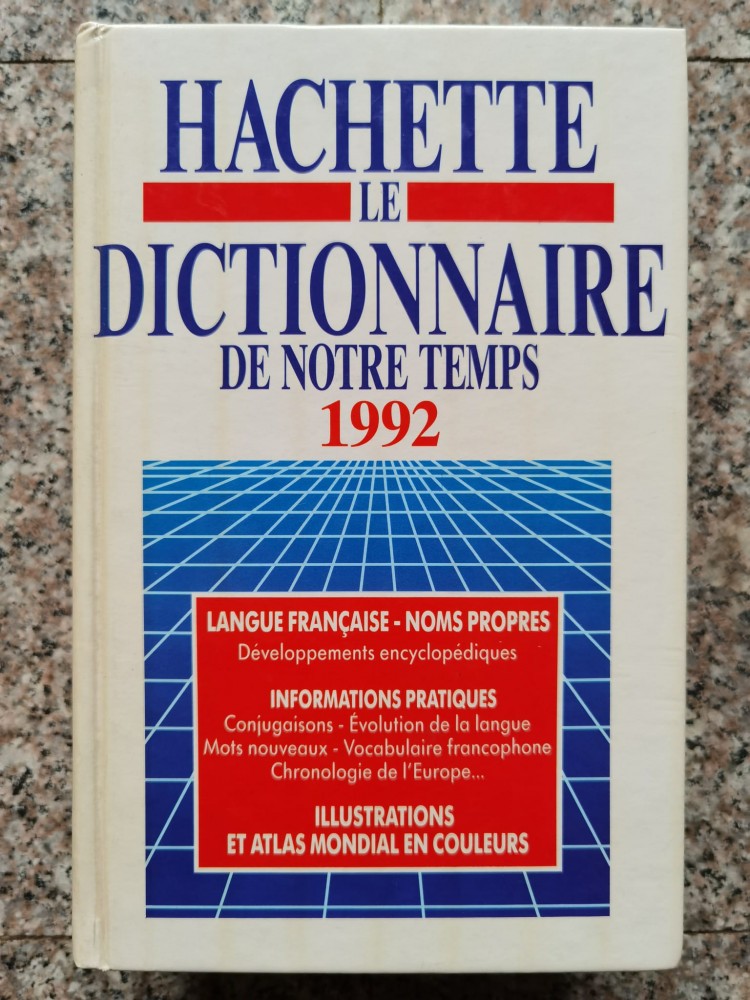 HACHETTE
LE
DICTIONNAIRE
DE NOTRE TEMPS
1992
LANGUE FRANÇAISE - NOMS PROPRES
Développements encyclopédiques
INFORMATIONS PRATIQUES
Conjugaisons - Évolution de la langue
Mots nouveaux - Vocabulaire francophone
Chronologie de l'Europe...
ILLUSTRATIONS
ET ATLAS MONDIAL EN COULEURS